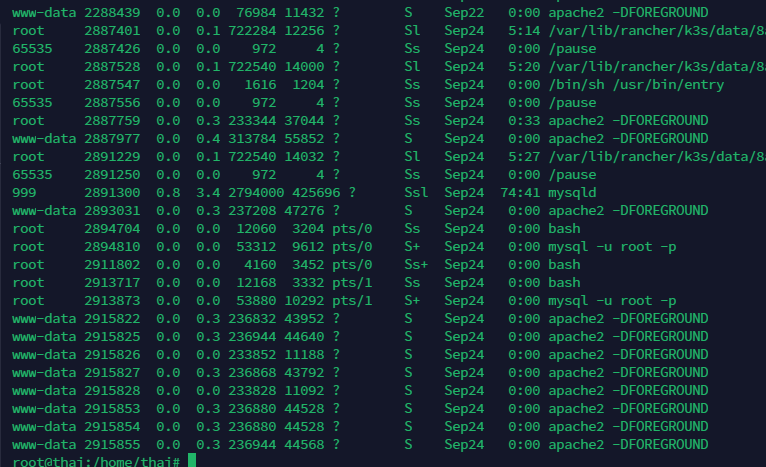 www-data 2288439  0.0  0.0  76984 11432 ?        S    Sep22   0:00 apache2 -DFOREGROUND
root     2887401  0.0  0.1 722284 12256 ?        Sl   Sep24   5:14 /var/lib/rancher/k3s/data/8a
65535    2887426  0.0  0.0    972     4 ?        Ss   Sep24   0:00 /pause
root     2887528  0.0  0.1 722540 14000 ?        Sl   Sep24   5:20 /var/lib/rancher/k3s/data/8a
root     2887547  0.0  0.0   1616  1204 ?        Ss   Sep24   0:00 /bin/sh /usr/bin/entry
65535    2887556  0.0  0.0    972     4 ?        Ss   Sep24   0:00 /pause
root     2887759  0.0  0.3 233344 37044 ?        Ss   Sep24   0:33 apache2 -DFOREGROUND
www-data 2887977  0.0  0.4 313784 55852 ?        S    Sep24   0:00 apache2 -DFOREGROUND
root     2891229  0.0  0.1 722540 14032 ?        Sl   Sep24   5:27 /var/lib/rancher/k3s/data/8a
65535    2891250  0.0  0.0    972     4 ?        Ss   Sep24   0:00 /pause
999      2891300  0.8  3.4 2794000 425696 ?      Ssl  Sep24  74:41 mysqld
www-data 2893031  0.0  0.3 237208 47276 ?        S    Sep24   0:00 apache2 -DFOREGROUND
root     2894704  0.0  0.0  12060  3204 pts/0    Ss   Sep24   0:00 bash
root     2894810  0.0  0.0  53312  9612 pts/0    S+   Sep24   0:00 mysql -u root -p
root     2911802  0.0  0.0   4160  3452 pts/0    Ss+  Sep24   0:00 bash
root     2913717  0.0  0.0  12168  3332 pts/1    Ss   Sep24   0:00 bash
root     2913873  0.0  0.0  53880 10292 pts/1    S+   Sep24   0:00 mysql -u root -p
www-data 2915822  0.0  0.3 236832 43952 ?        S    Sep24   0:00 apache2 -DFOREGROUND
www-data 2915825  0.0  0.3 236944 44640 ?        S    Sep24   0:00 apache2 -DFOREGROUND
www-data 2915826  0.0  0.0 233852 11188 ?        S    Sep24   0:00 apache2 -DFOREGROUND
www-data 2915827  0.0  0.3 236868 43792 ?        S    Sep24   0:00 apache2 -DFOREGROUND
www-data 2915828  0.0  0.0 233828 11092 ?        S    Sep24   0:00 apache2 -DFOREGROUND
www-data 2915853  0.0  0.3 236880 44528 ?        S    Sep24   0:00 apache2 -DFOREGROUND
www-data 2915854  0.0  0.3 236880 44528 ?        S    Sep24   0:00 apache2 -DFOREGROUND
www-data 2915855  0.0  0.3 236944 44568 ?        S    Sep24   0:00 apache2 -DFOREGROUND
root@thai:/home/thai#